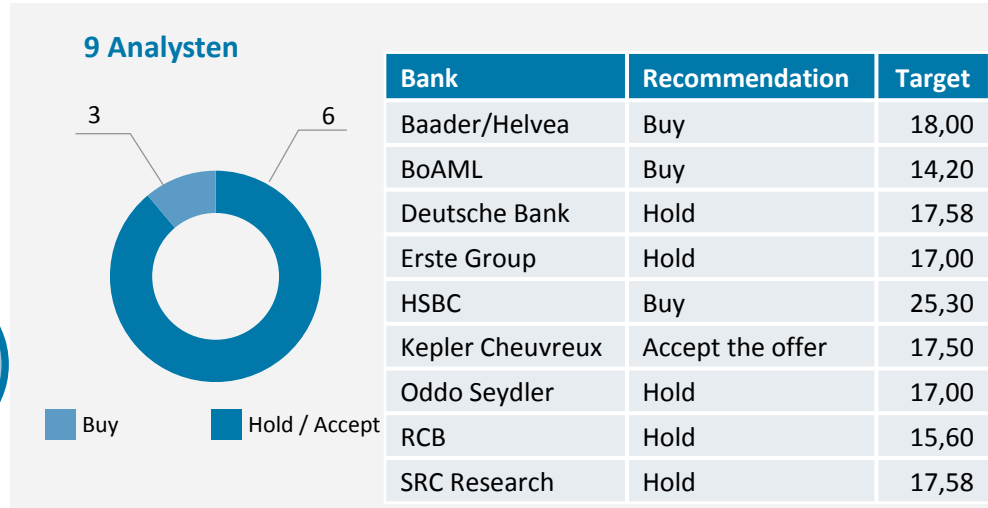 9 Analysten
3
6
Buy
Hold / Accept
Bank Recommendation Target
Baader/Helvea Buy 18,00
BoAML Buy 14,20
Deutsche Bank Hold 17,58
Erste Group Hold 17,00
HSBC Buy 25,30
Kepler Cheuvreux Accept the offer 17,50
Oddo Seydler Hold 17,00
RCB Hold 15,60
SRC Research Hold 17,58